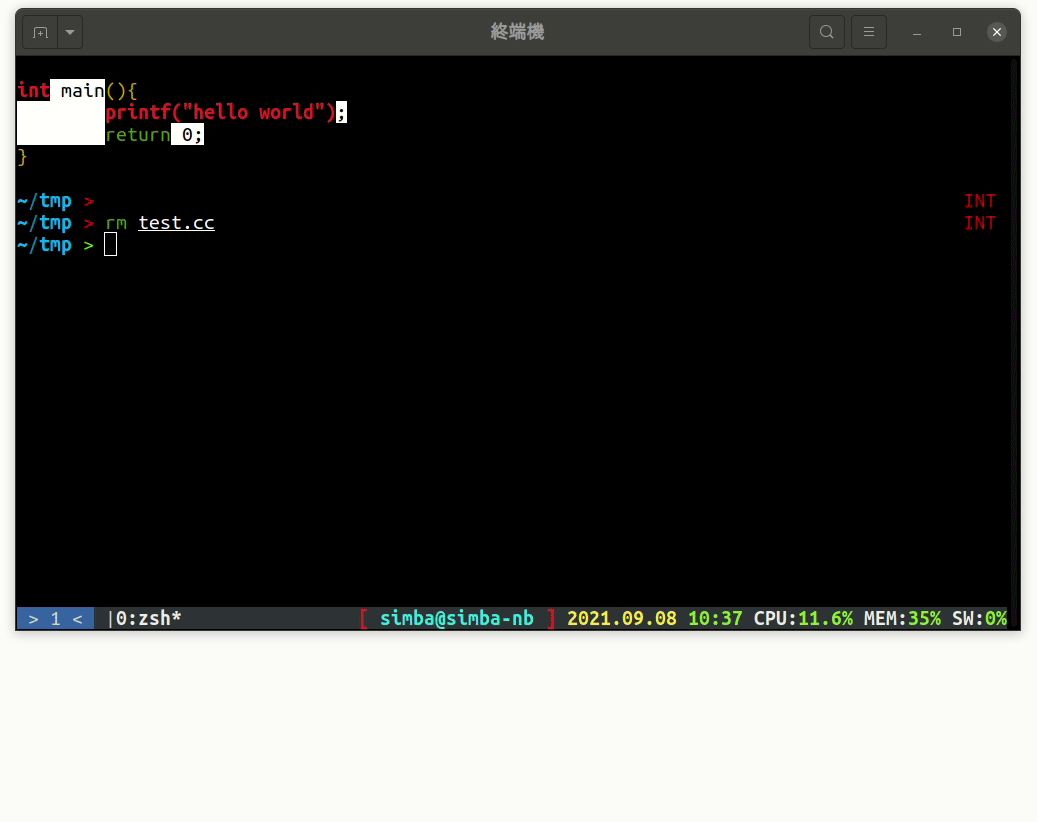 終端機
int main(){
printf("hello world");
return 0;
}
~/tmp > INT
~/tmp > rm test.cc INT
~/tmp >
> 1 < |0:zsh* [ simba@simba-nb ] 2021.09.08 10:37 CPU:11.6% MEM:35% SW:0%